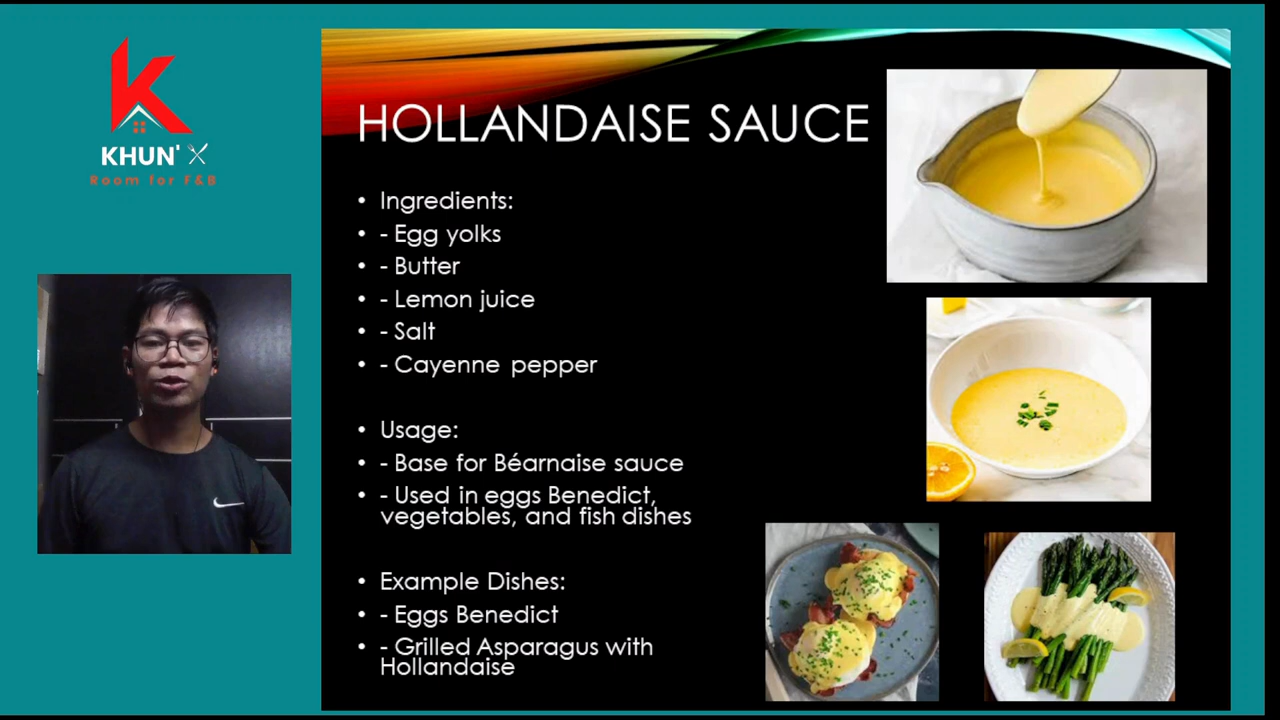 KHUN'
Room for F&B
HOLLANDAISE SAUCE
• Ingredients:
• - Egg yolks
• - Butter
• - Lemon juice
• - Salt
• - Cayenne pepper
• Usage:
• - Base for Béarnaise sauce
• - Used in eggs Benedict,
vegetables, and fish dishes
• Example Dishes:
• - Eggs Benedict
• - Grilled Asparagus with
Hollandaise